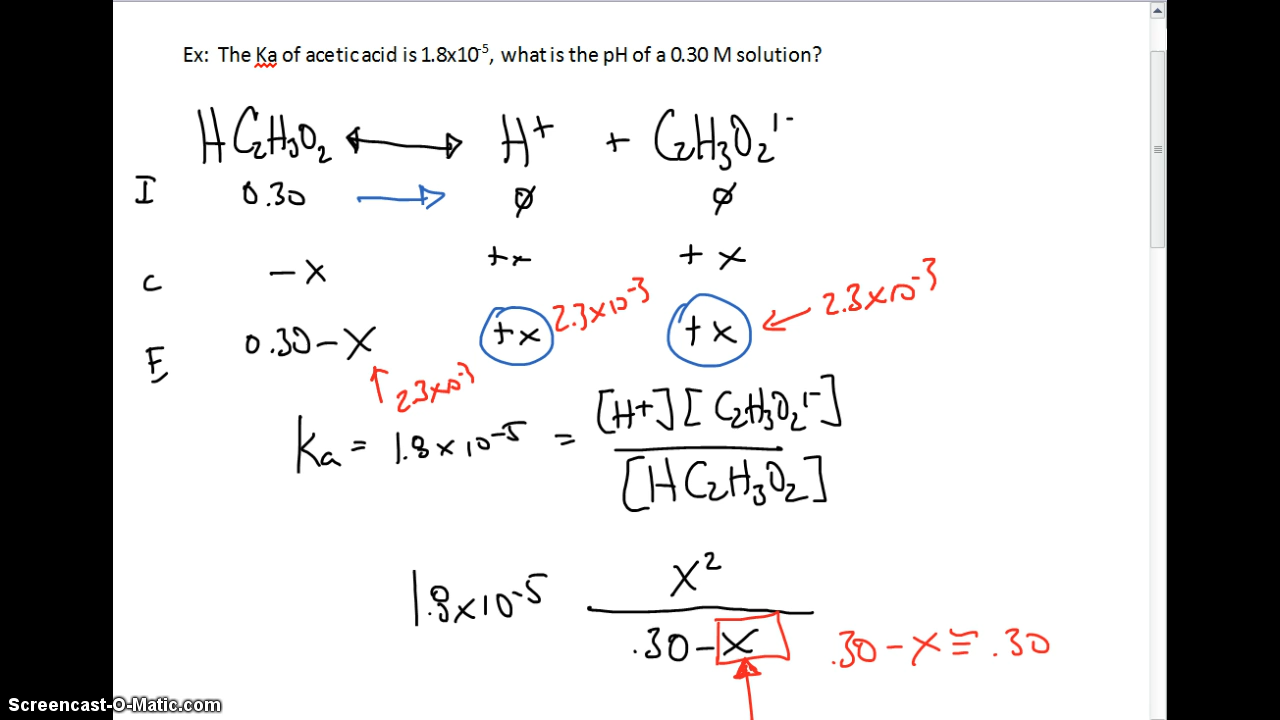 Ex: The Ka of acetic acid is 1.8x10⁻⁵, what is the pH of a 0.30 M solution?
HC₂H₃O₂ ⟷ H⁺ + C₂H₃O₂¹⁻
I 0.30 → ∅ ∅
C -x +x +x
E 0.30-x +x 2.3x10⁻³ +x ← 2.3x10⁻³
↑ 2.3x10⁻³
Ka = 1.8x10⁻⁵ = [H+][C₂H₃O₂¹⁻] / [HC₂H₃O₂]
1.8x10⁻⁵ x² / .30-x .30-x ≅ .30
Screencast-O-Matic.com